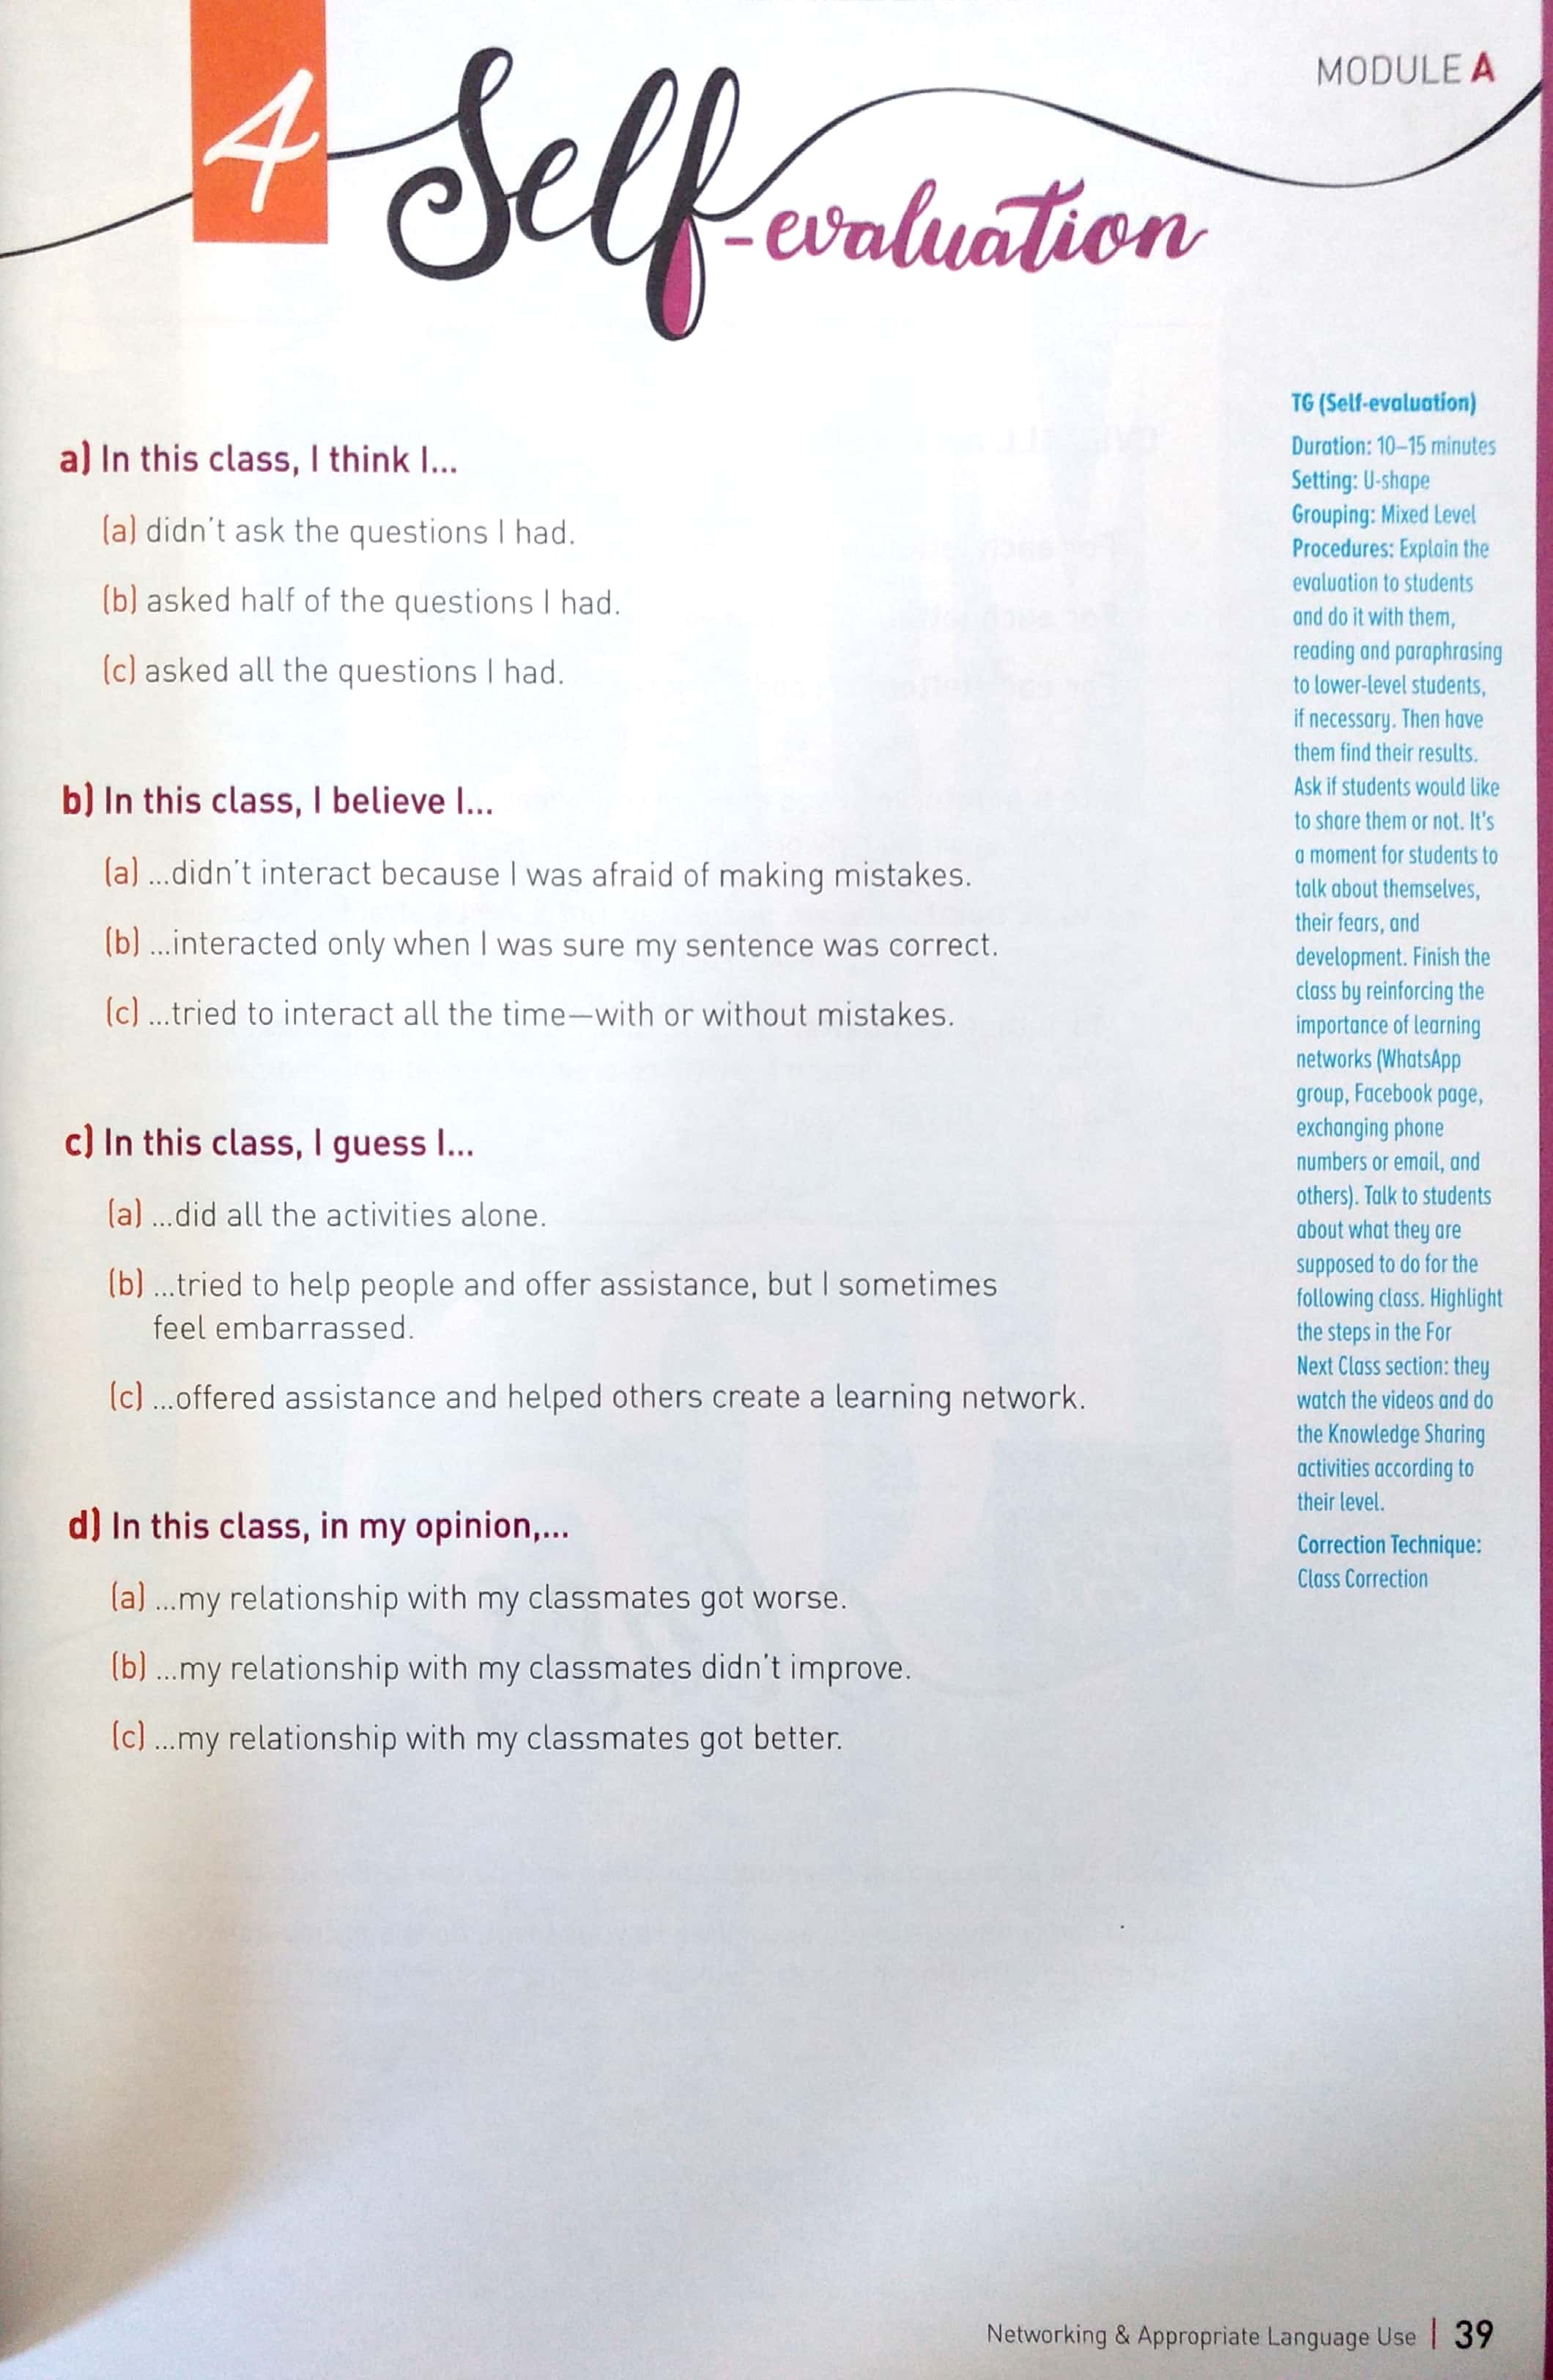 MODULE A
4 Self-evaluation
a) In this class, I think I...
(a) didn't ask the questions I had.
(b) asked half of the questions I had.
(c) asked all the questions I had.
b) In this class, I believe I...
(a) ...didn't interact because I was afraid of making mistakes.
(b) ...interacted only when I was sure my sentence was correct.
(c) ...tried to interact all the time—with or without mistakes.
c) In this class, I guess I...
(a) ...did all the activities alone.
(b) ...tried to help people and offer assistance, but I sometimes
feel embarrassed.
(c) ...offered assistance and helped others create a learning network.
d) In this class, in my opinion,...
(a) ...my relationship with my classmates got worse.
(b) ...my relationship with my classmates didn't improve.
(c) ...my relationship with my classmates got better.
TG (Self-evaluation)
Duration: 10–15 minutes
Setting: U-shape
Grouping: Mixed Level
Procedures: Explain the
evaluation to students
and do it with them,
reading and paraphrasing
to lower-level students,
if necessary. Then have
them find their results.
Ask if students would like
to share them or not. It's
a moment for students to
talk about themselves,
their fears, and
development. Finish the
class by reinforcing the
importance of learning
networks (WhatsApp
group, Facebook page,
exchanging phone
numbers or email, and
others). Talk to students
about what they are
supposed to do for the
following class. Highlight
the steps in the For
Next Class section: they
watch the videos and do
the Knowledge Sharing
activities according to
their level.
Correction Technique:
Class Correction
Networking & Appropriate Language Use | 39